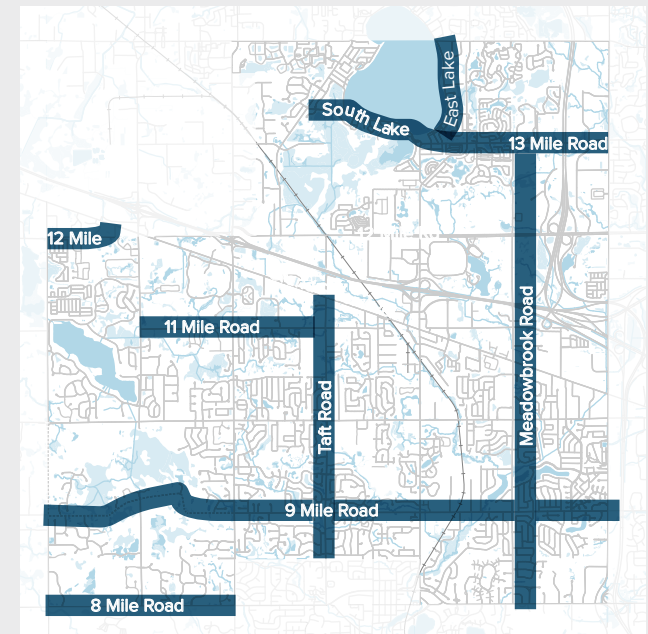 East Lake
South Lake
13 Mile Road
12 Mile
11 Mile Road
Meadowbrook Road
Taft Road
9 Mile Road
8 Mile Road